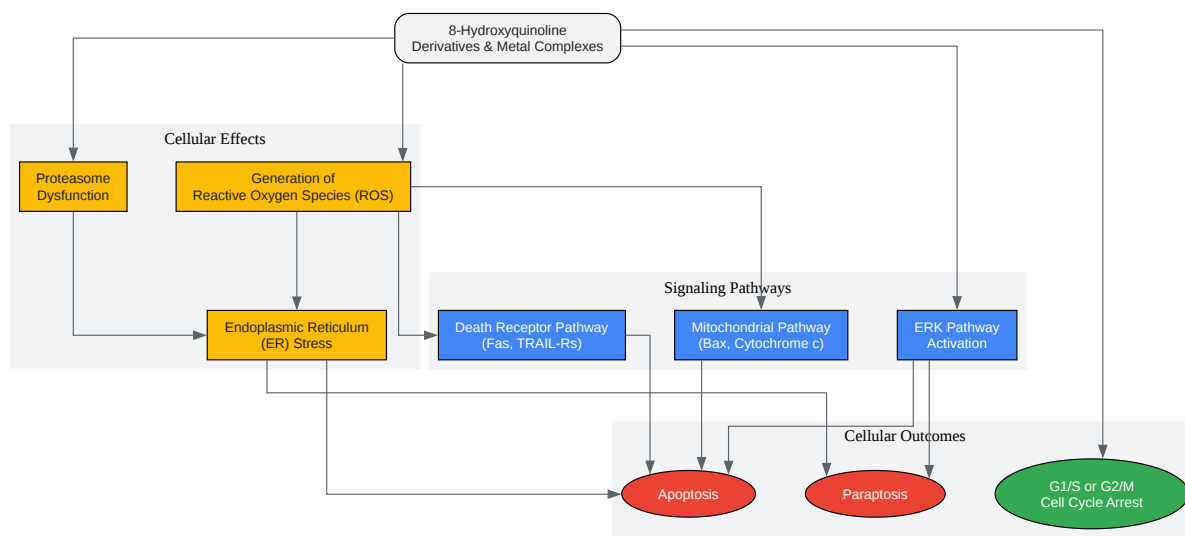 8-Hydroxyquinoline
Derivatives & Metal Complexes
Cellular Effects
Proteasome
Dysfunction
Generation of
Reactive Oxygen Species (ROS)
Endoplasmic Reticulum
(ER) Stress
Signaling Pathways
Death Receptor Pathway
(Fas, TRAIL-Rs)
Mitochondrial Pathway
(Bax, Cytochrome c)
ERK Pathway
Activation
Cellular Outcomes
Apoptosis
Paraptosis
G1/S or G2/M
Cell Cycle Arrest